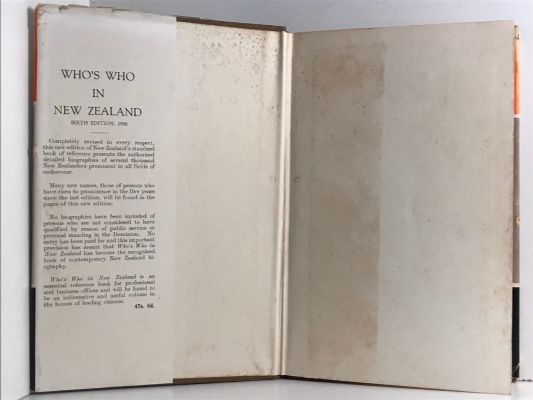 WHO'S WHO
IN
NEW ZEALAND
SIXTH EDITION, 1956
Completely revised in every respect,
this new edition of New Zealand's standard
book of reference presents the authorised
detailed biographies of several thousand
New Zealanders prominent in all fields of
endeavour.
Many new names, those of persons who
have risen to prominence in the five years
since the last edition, will be found in the
pages of this new edition.
No biographies have been included of
persons who are not considered to have
qualified by reason of public service or
personal standing in the Dominion. No
entry has been paid for and this important
provision has meant that Who's Who in
New Zealand has become the recognised
book of contemporary New Zealand bi-
ography.
Who's Who in New Zealand is an
essential reference book for professional
and business offices and will be found to
be an informative and useful volume in
the homes of leading citizens.
47s. 6d.